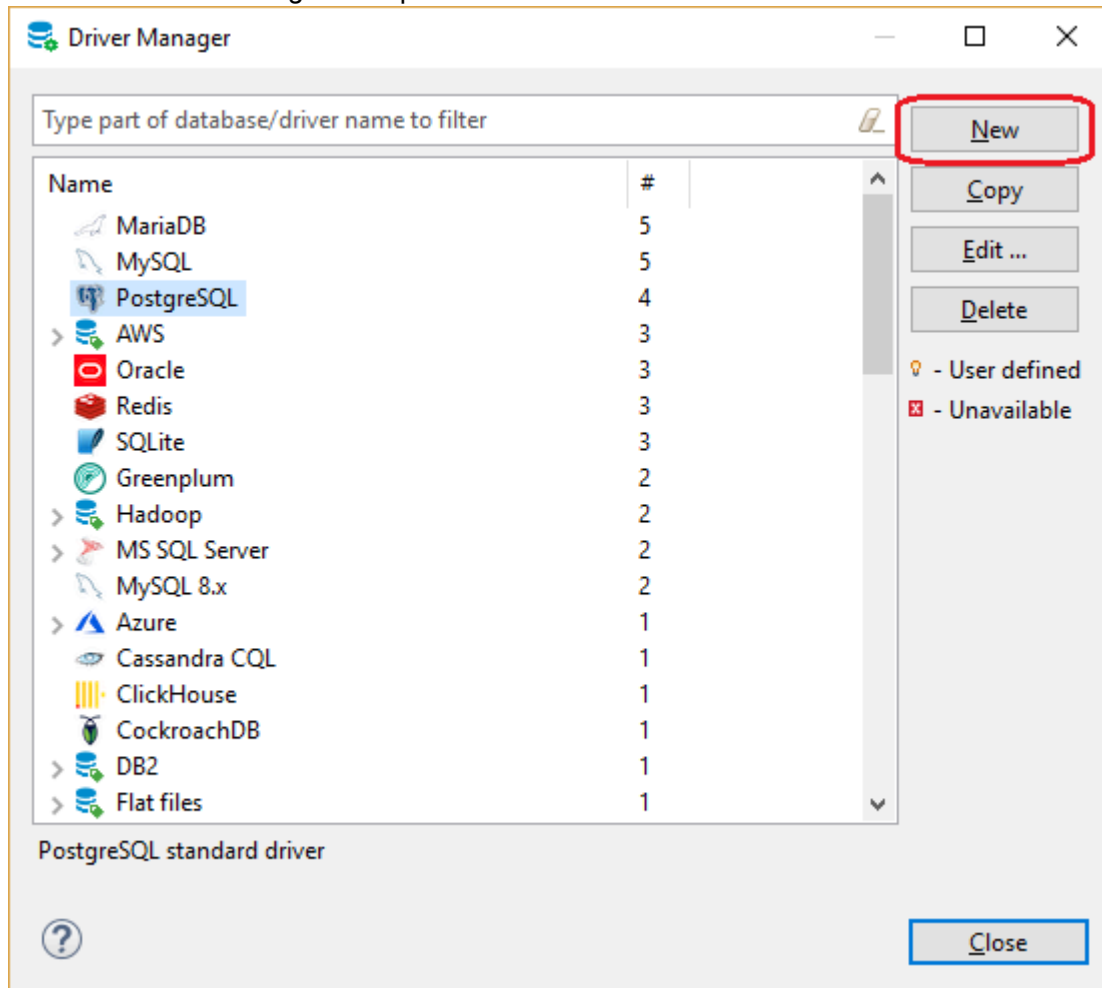 Driver Manager
Type part of database/driver name to filter
New
Name #
Copy
MariaDB 5
MySQL 5
Edit ...
PostgreSQL 4
Delete
AWS 3
Oracle 3
- User defined
Redis 3
- Unavailable
SQLite 3
Greenplum 2
Hadoop 2
MS SQL Server 2
MySQL 8.x 2
Azure 1
Cassandra CQL 1
ClickHouse 1
CockroachDB 1
DB2 1
Flat files 1
PostgreSQL standard driver
?
Close